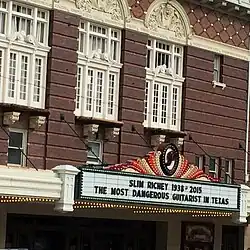 SLIM RICHEY 1938 - 2015
THE MOST DANGEROUS GUITARIST IN TEXAS